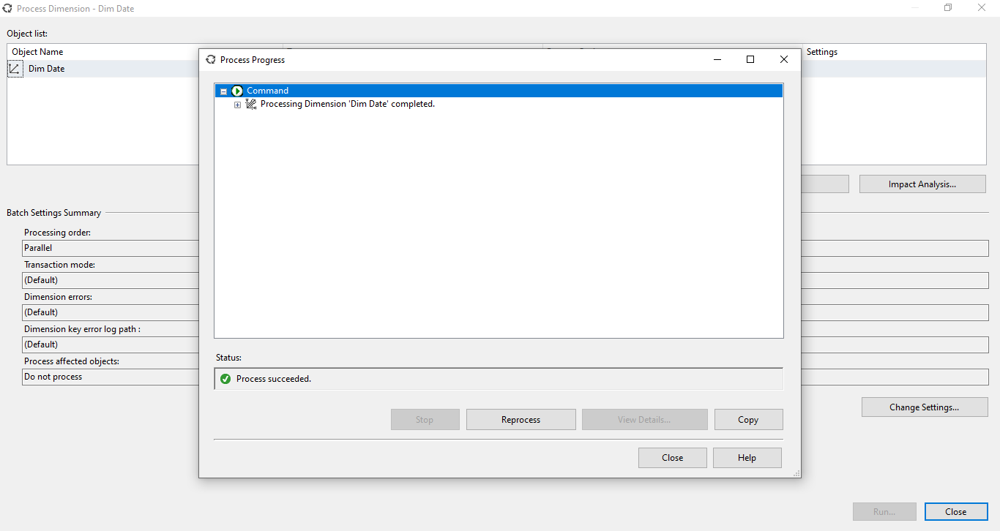 Process Dimension - Dim Date
Object list:
Object Name
Settings
Dim Date
Process Progress
Command
Processing Dimension 'Dim Date' completed.
Impact Analysis...
Batch Settings Summary
Processing order:
Parallel
Transaction mode:
(Default)
Dimension errors:
(Default)
Dimension key error log path :
(Default)
Process affected objects:
Do not process
Status:
Process succeeded.
Change Settings...
Stop
Reprocess
View Details...
Copy
Close
Help
Run...
Close